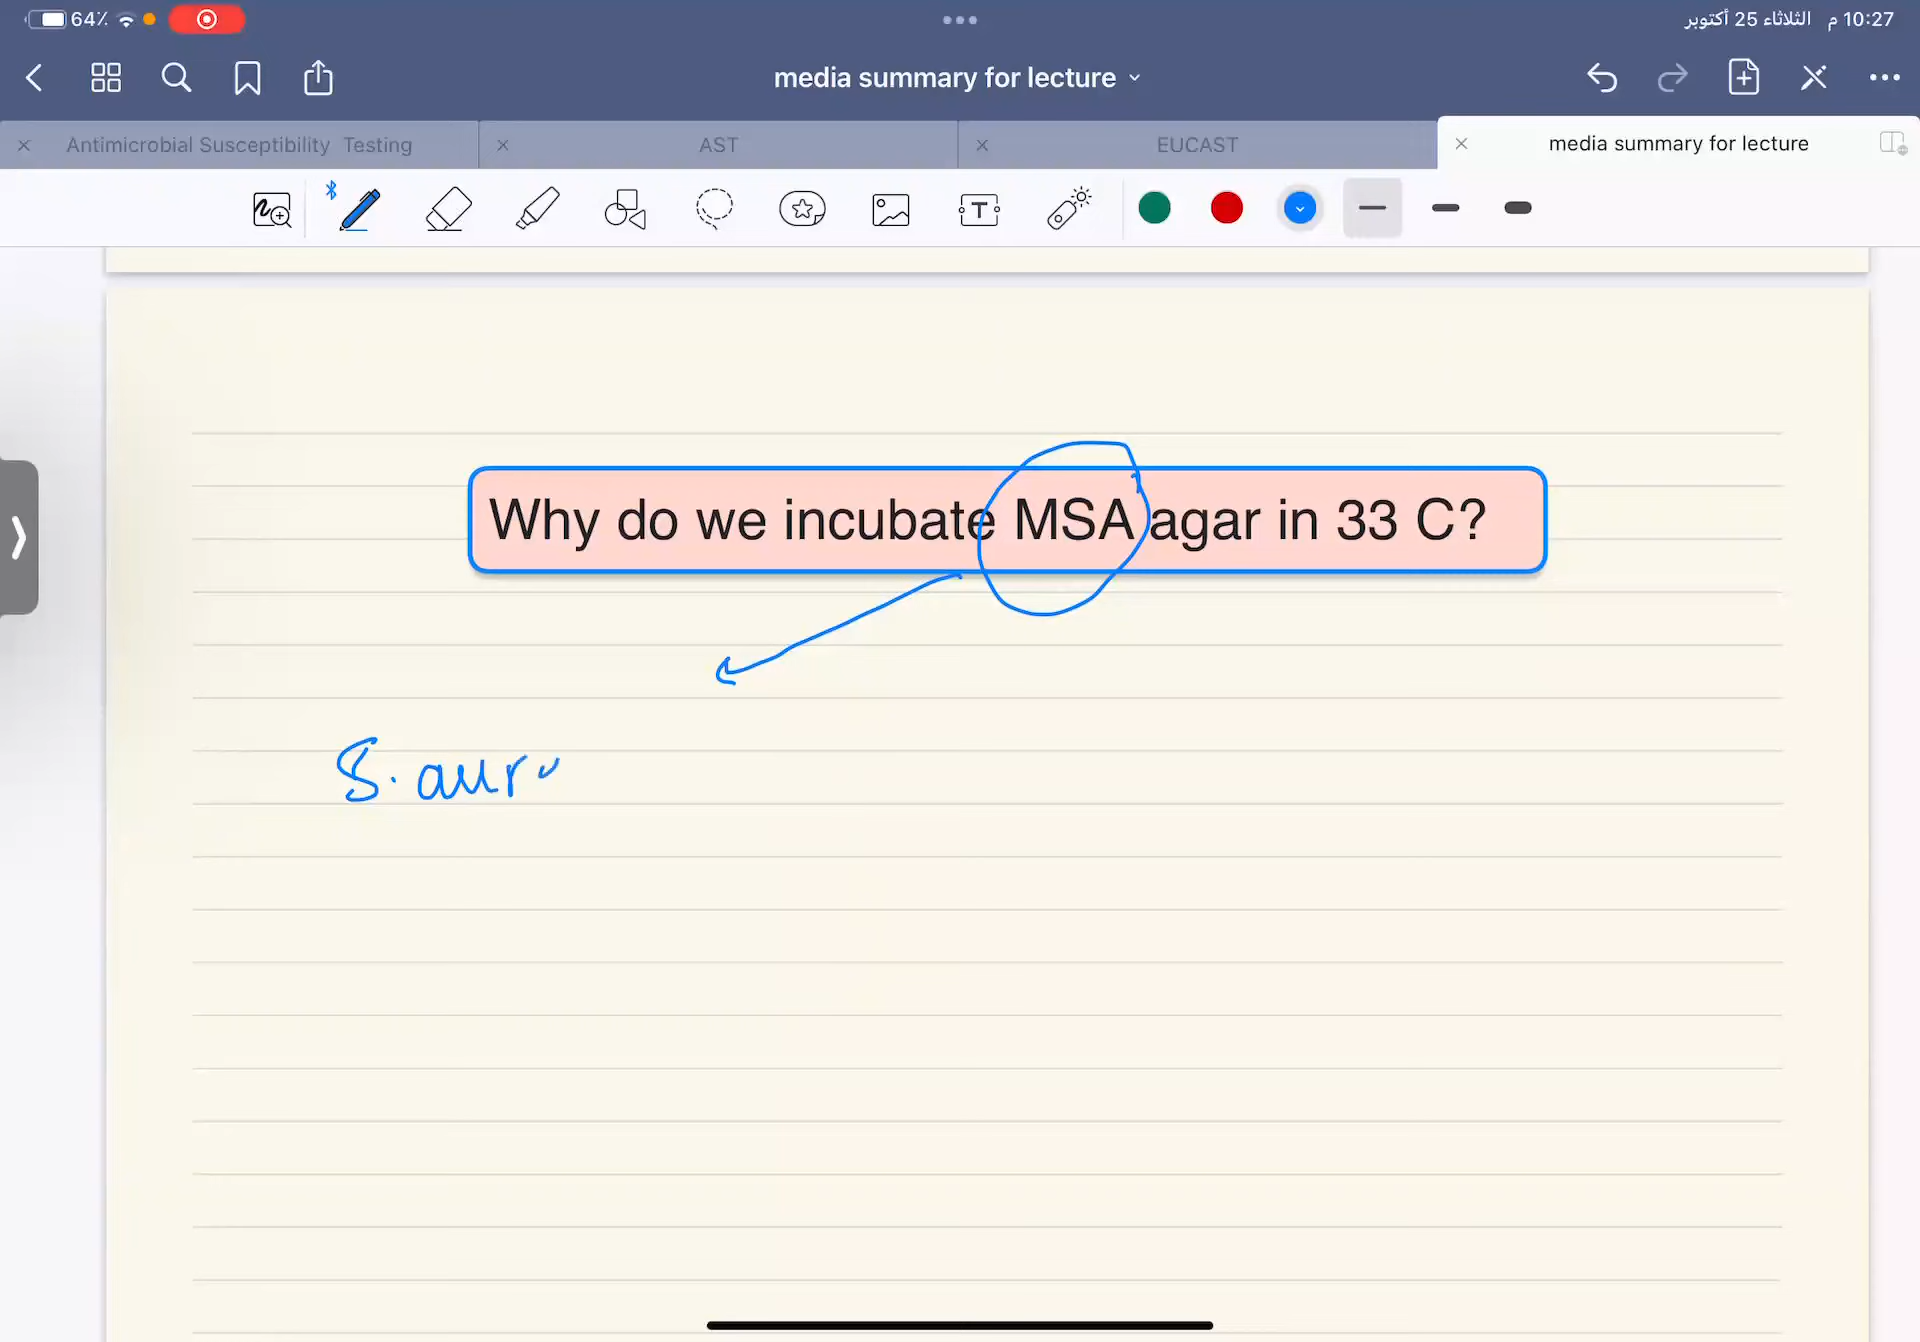 64٪ 10:27 م الثلاثاء 25 أكتوبر
media summary for lecture
Antimicrobial Susceptibility Testing AST EUCAST media summary for lecture
T
Why do we incubate MSA agar in 33 C?
S. aur